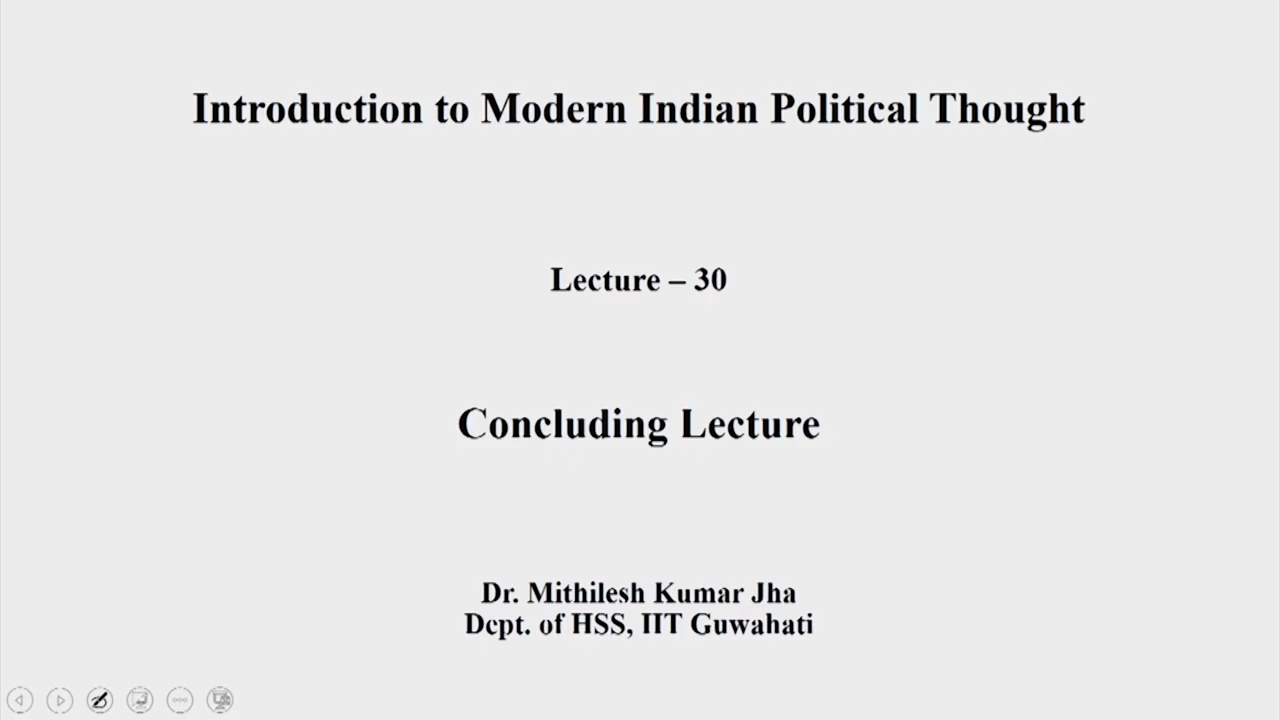 Introduction to Modern Indian Political Thought
Lecture – 30
Concluding Lecture
Dr. Mithilesh Kumar Jha
Dept. of HSS, IIT Guwahati